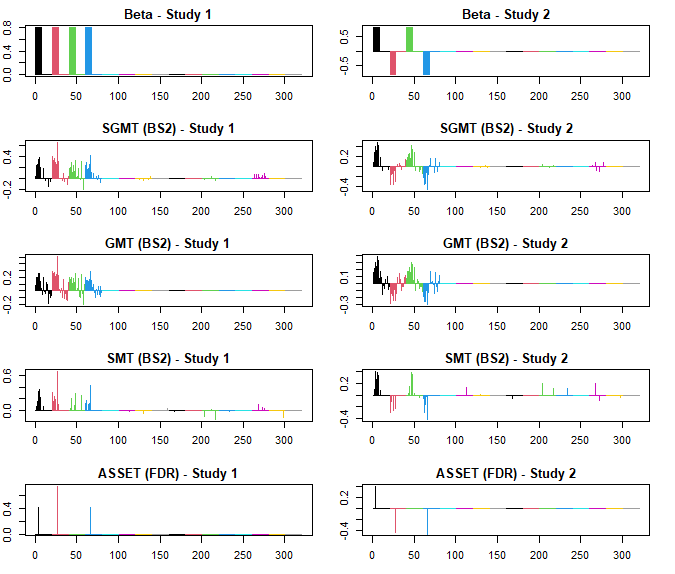 Beta - Study 1
0.0 0.4 0.8
0 50 100 150 200 250 300
Beta - Study 2
-0.5 0.5
0 50 100 150 200 250 300
SGMT (BS2) - Study 1
-0.2 0.4
0 50 100 150 200 250 300
SGMT (BS2) - Study 2
-0.4 0.2
0 50 100 150 200 250 300
GMT (BS2) - Study 1
-0.2 0.2
0 50 100 150 200 250 300
GMT (BS2) - Study 2
-0.3 0.1
0 50 100 150 200 250 300
SMT (BS2) - Study 1
0.0 0.6
0 50 100 150 200 250 300
SMT (BS2) - Study 2
-0.4 0.2
0 50 100 150 200 250 300
ASSET (FDR) - Study 1
0.0 0.4
0 50 100 150 200 250 300
ASSET (FDR) - Study 2
-0.4 0.2
0 50 100 150 200 250 300